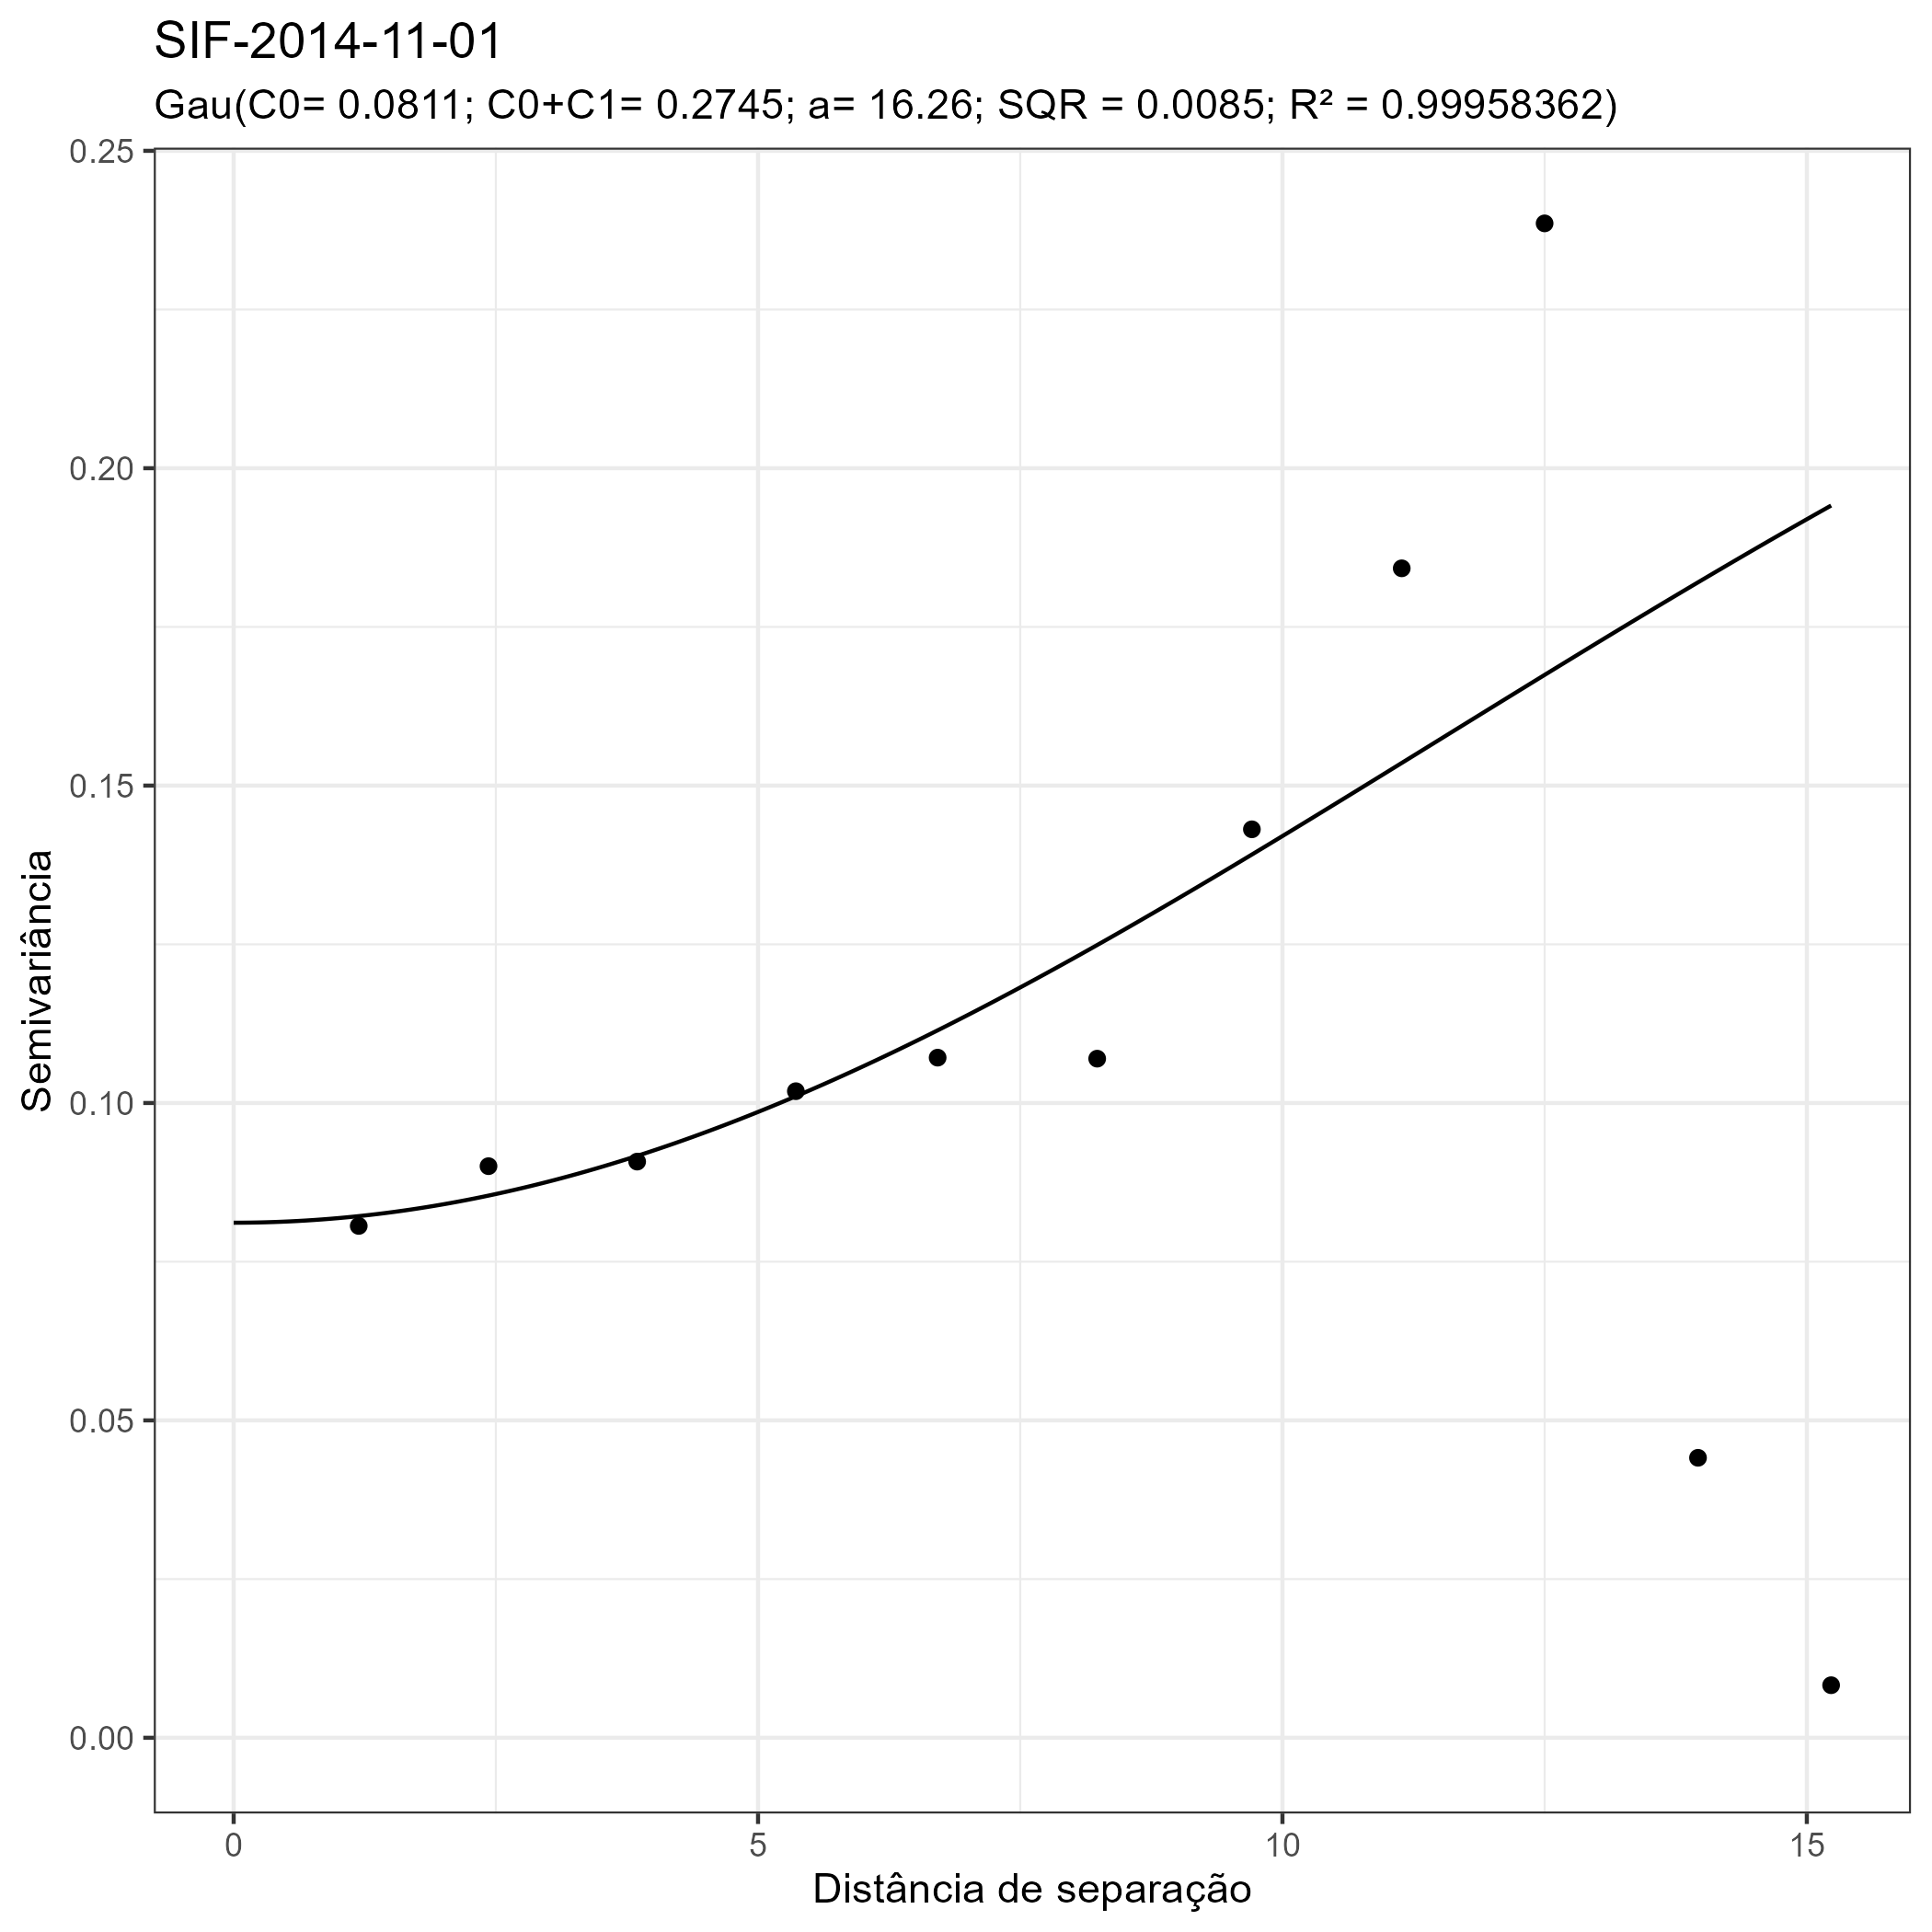 SIF-2014-11-01
Gau(C0= 0.0811; C0+C1= 0.2745; a= 16.26; SQR = 0.0085; R² = 0.99958362)
0.25
0.20
0.15
0.10
0.05
0.00
Semivariância
0 5 10 15
Distância de separação